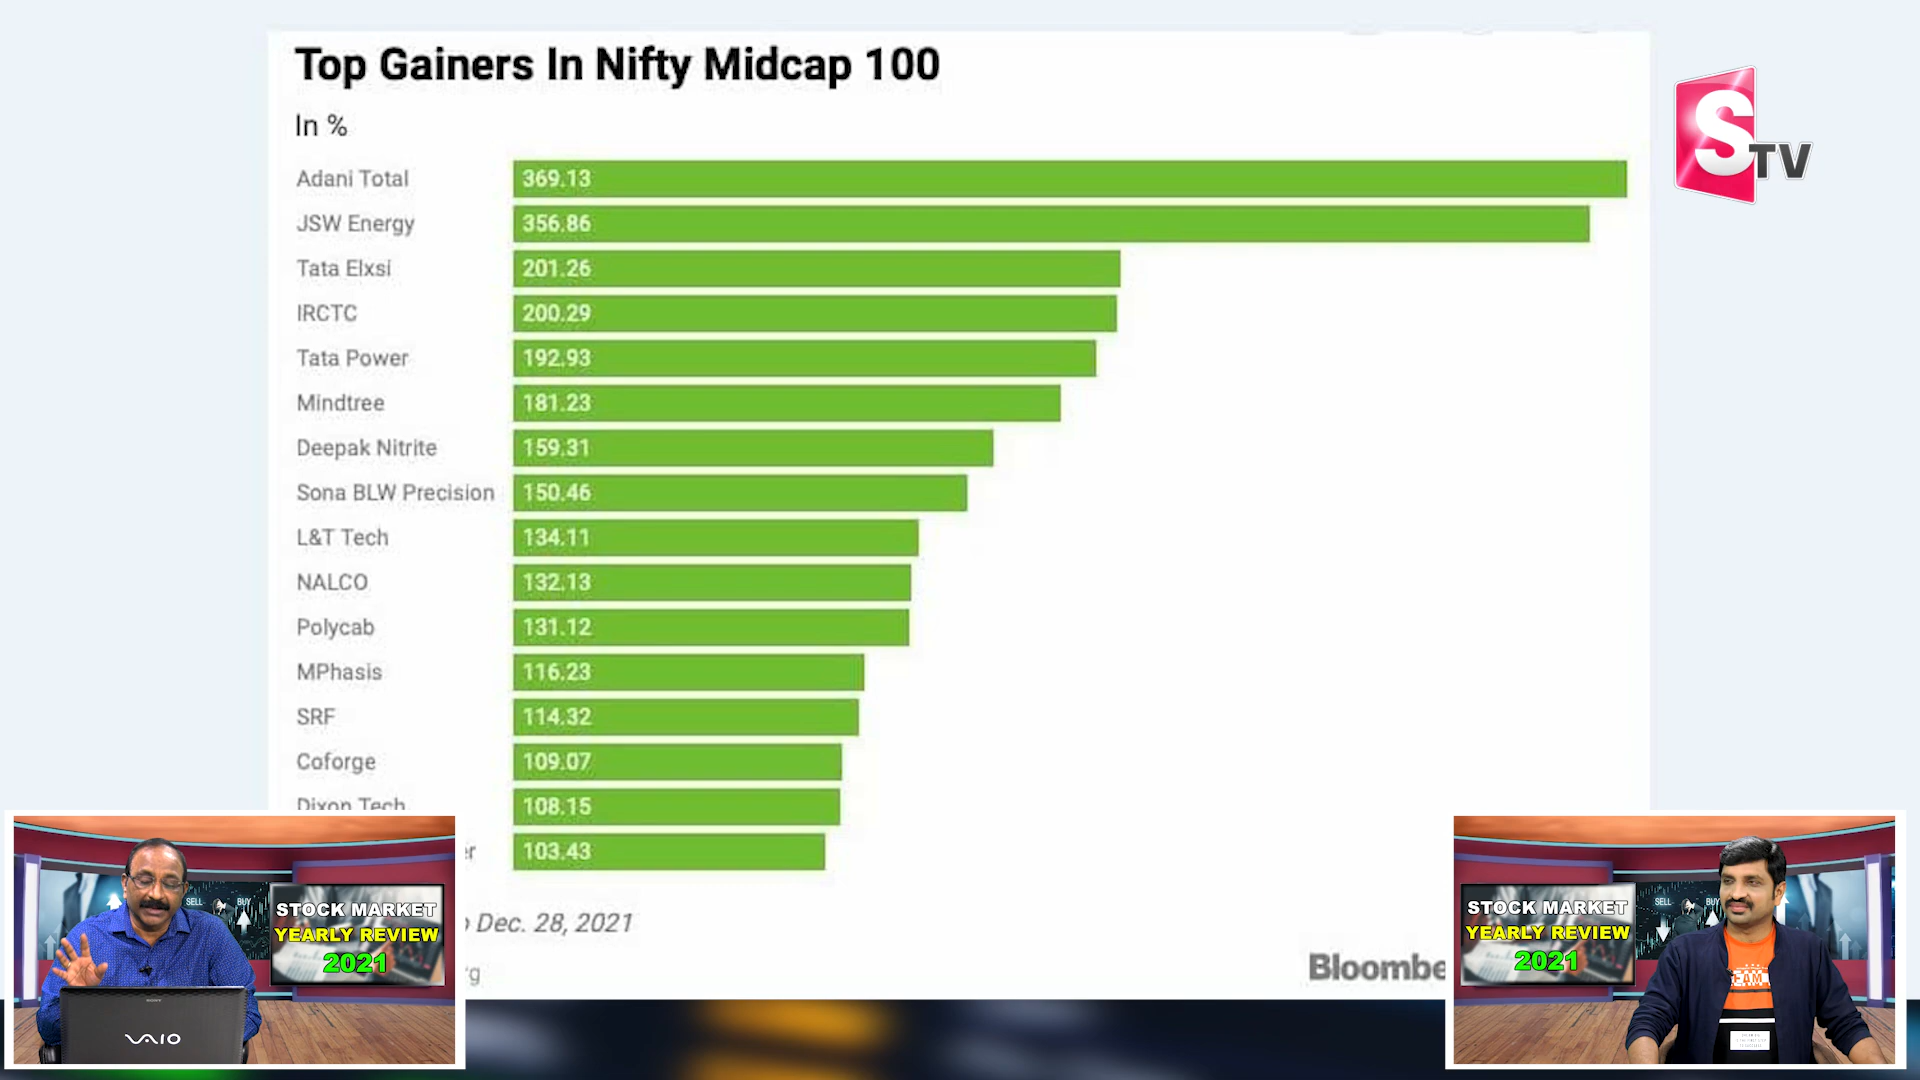 Top Gainers In Nifty Midcap 100
In %
Adani Total 369.13
JSW Energy 356.86
Tata Elxsi 201.26
IRCTC 200.29
Tata Power 192.93
Mindtree 181.23
Deepak Nitrite 159.31
Sona BLW Precision 150.46
L&T Tech 134.11
NALCO 132.13
Polycab 131.12
MPhasis 116.23
SRF 114.32
Coforge 109.07
Dixon Tech 108.15
103.43
Dec. 28, 2021
Bloombe
S TV
SELL BUY
STOCK MARKET
YEARLY REVIEW
2021
SONY
VAIO
SELL BUY
STOCK MARKET
YEARLY REVIEW
2021